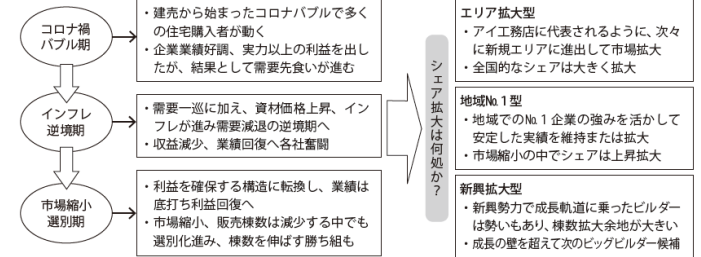 コロナ禍
バブル期
・建売から始まったコロナバブルで多く
の住宅購入者が動く
・企業業績好調、実力以上の利益を出し
たが、結果として需要先食いが進む
インフレ
逆境期
・需要一巡に加え、資材価格上昇、イン
フレが進み需要減退の逆境期へ
・収益減少、業績回復へ各社奮闘
市場縮小
選別期
・利益を確保する構造に転換し、業績は
底打ち利益回復へ
・市場縮小、販売棟数は減少する中でも
選別化進み、棟数を伸ばす勝ち組も
シェア拡大は何処か？
エリア拡大型
・アイ工務店に代表されるように、次々
に新規エリアに進出して市場拡大
・全国的なシェアは大きく拡大
地域№1型
・地域での№1企業の強みを活かして
安定した実績を維持または拡大
・市場縮小の中でシェアは上昇拡大
新興拡大型
・新興勢力で成長軌道に乗ったビルダー
は勢いもあり、棟数拡大余地が大きい
・成長の壁を超えて次のビッグビルダー候補